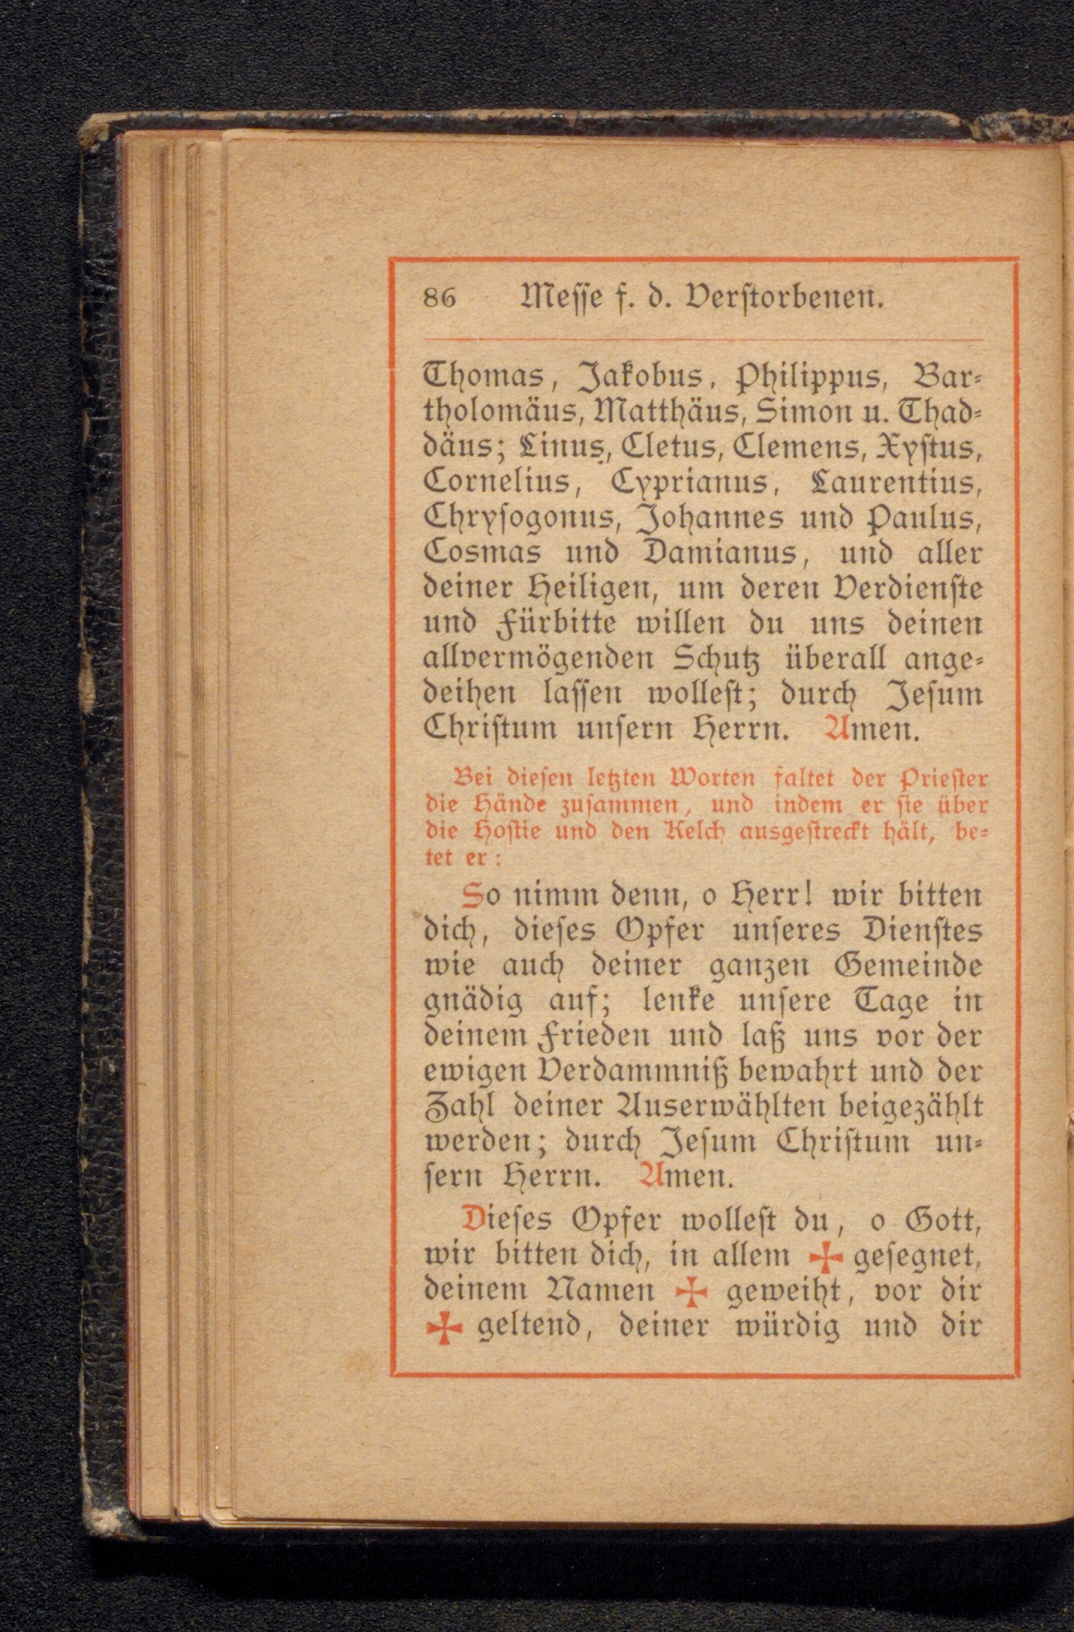 86 Messe f. d. Verstorbenen.
Thomas, Jakobus, Philippus, Bar-
tholomäus, Matthäus, Simon u. Thad-
däus; Linus, Cletus, Clemens, Xystus,
Cornelius, Cyprianus, Laurentius,
Chrysogonus, Johannes und Paulus,
Cosmas und Damianus, und aller
deiner Heiligen, um deren Verdienste
und Fürbitte willen du uns deinen
allvermögenden Schutz überall ange-
deihen lassen wollest; durch Jesum
Christum unsern Herrn. Amen.
Bei diesen letzten Worten faltet der Priester
die Hände zusammen, und indem er sie über
die Hostie und den Kelch ausgestreckt hält, be-
tet er:
So nimm denn, o Herr! wir bitten
dich, dieses Opfer unseres Dienstes
wie auch deiner ganzen Gemeinde
gnädig auf; lenke unsere Tage in
deinem Frieden und laß uns vor der
ewigen Verdammniß bewahrt und der
Zahl deiner Auserwählten beigezählt
werden; durch Jesum Christum un-
sern Herrn. Amen.
Dieses Opfer wollest du, o Gott,
wir bitten dich, in allem ✠ gesegnet,
deinem Namen ✠ geweiht, vor dir
✠ geltend, deiner würdig und dir